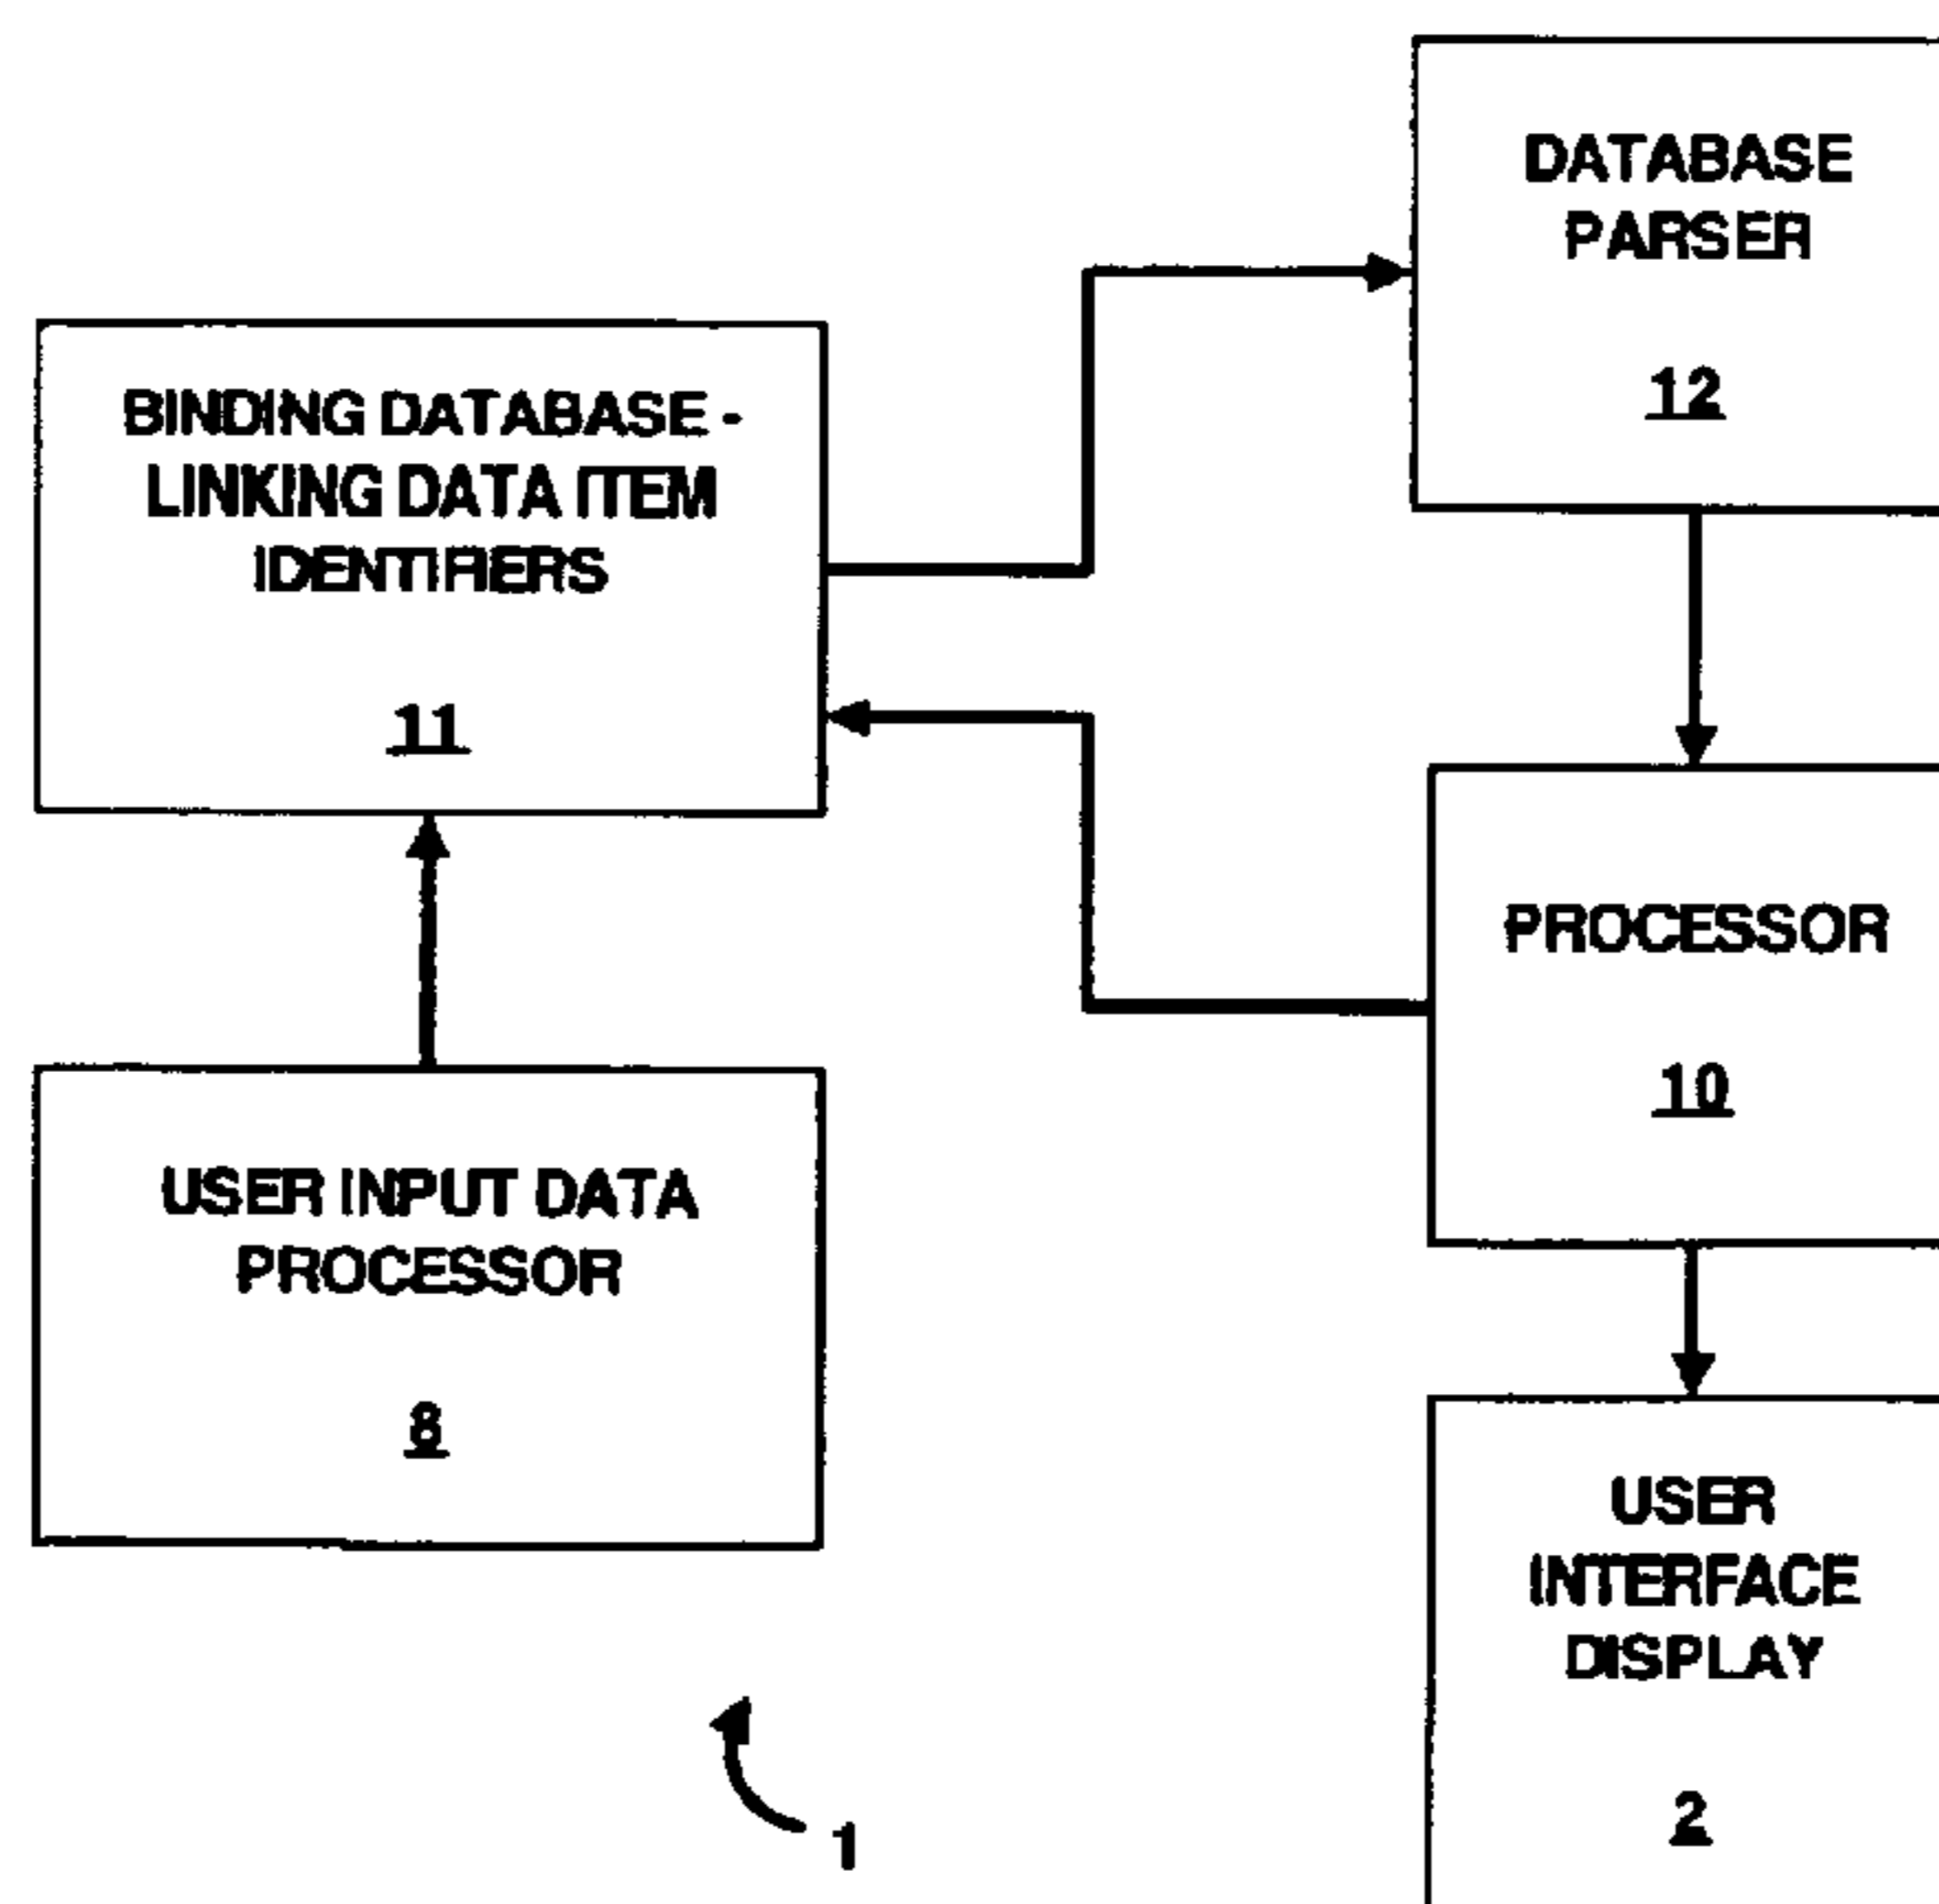 DATABASE
PARSER
12
BINDING DATABASE -
LINKING DATA ITEM
IDENTIFIERS
11
PROCESSOR
10
USER INPUT DATA
PROCESSOR
8
USER
INTERFACE
DISPLAY
2
1